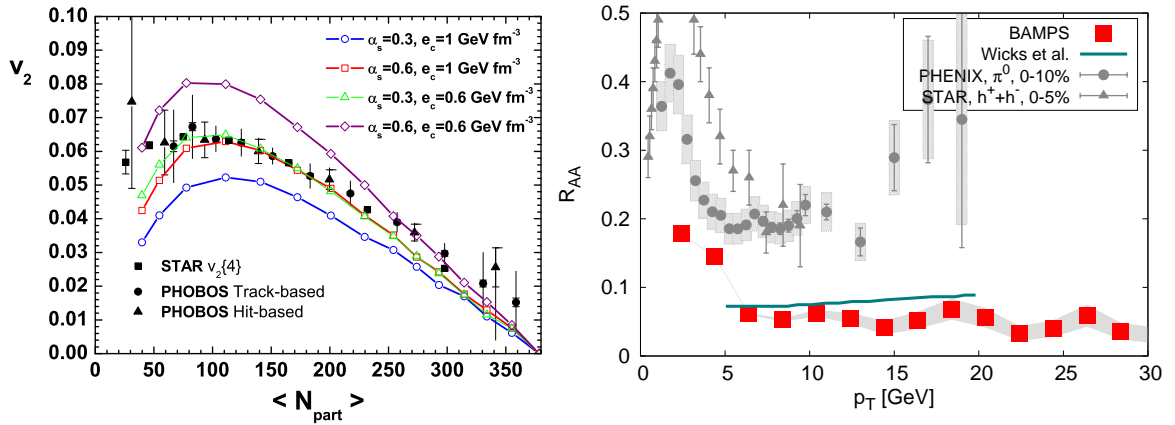 0.10
0.09
0.08
0.07
0.06
0.05
0.04
0.03
0.02
0.01
0.00
v2
αs=0.3, ec=1 GeV fm-3
αs=0.6, ec=1 GeV fm-3
αs=0.3, ec=0.6 GeV fm-3
αs=0.6, ec=0.6 GeV fm-3
STAR v2{4}
PHOBOS Track-based
PHOBOS Hit-based
0 50 100 150 200 250 300 350
< Npart >
0.5
0.4
0.3
0.2
0.1
0
RAA
BAMPS
Wicks et al.
PHENIX, π0, 0-10%
STAR, h++h-, 0-5%
0 5 10 15 20 25 30
pT [GeV]